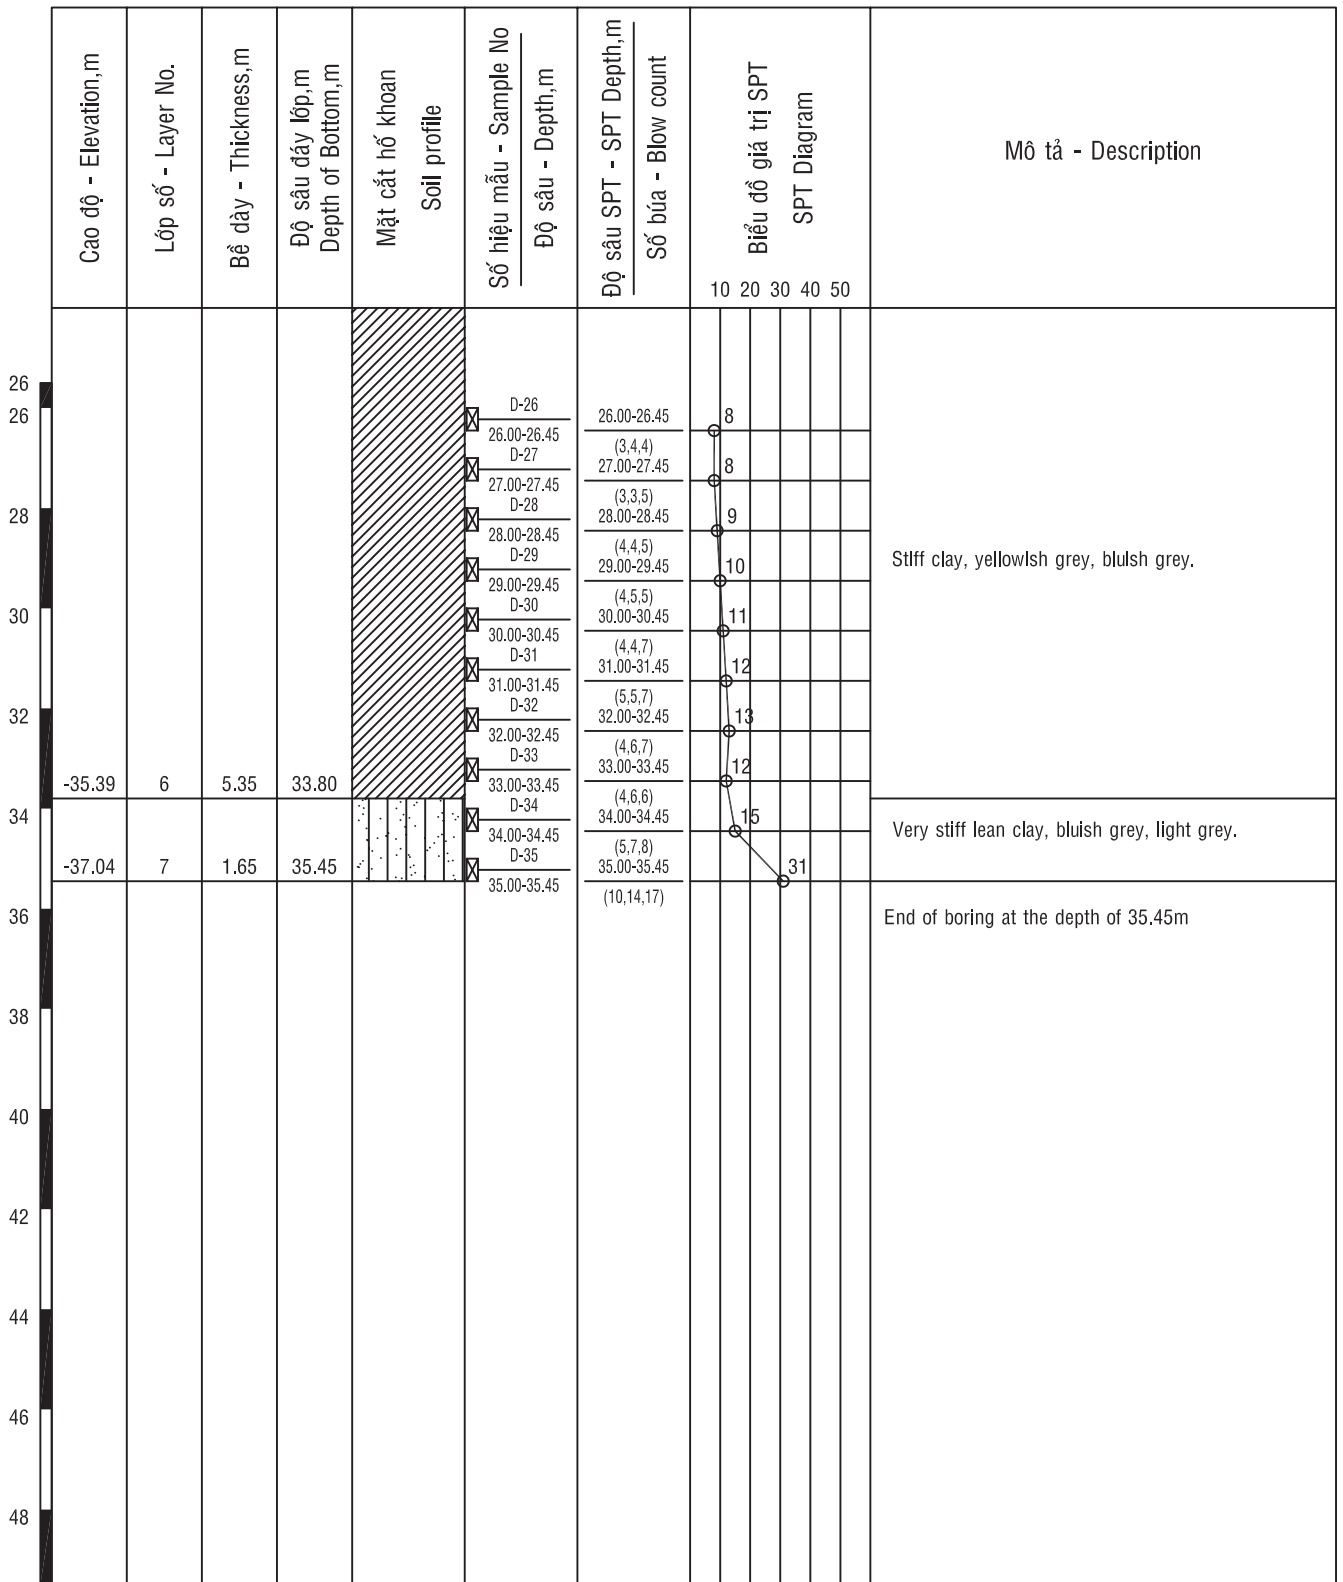 Cao độ - Elevation,m
Lớp số - Layer No.
Bề dày - Thickness,m
Độ sâu đáy lớp,m
Depth of Bottom,m
Mặt cắt hố khoan
Soil profile
Số hiệu mẫu - Sample No
Độ sâu - Depth,m
Độ sâu SPT - SPT Depth,m
Số búa - Blow count
Biểu đồ giá trị SPT
SPT Diagram
10 20 30 40 50
Mô tả - Description
26
26
28
30
32
34
36
38
40
42
44
46
48
-35.39 6 5.35 33.80
-37.04 7 1.65 35.45
D-26
26.00-26.45
D-27
27.00-27.45
D-28
28.00-28.45
D-29
29.00-29.45
D-30
30.00-30.45
D-31
31.00-31.45
D-32
32.00-32.45
D-33
33.00-33.45
D-34
34.00-34.45
D-35
35.00-35.45
26.00-26.45
(3,4,4)
27.00-27.45
(3,3,5)
28.00-28.45
(4,4,5)
29.00-29.45
(4,5,5)
30.00-30.45
(4,4,7)
31.00-31.45
(5,5,7)
32.00-32.45
(4,6,7)
33.00-33.45
(4,6,6)
34.00-34.45
(5,7,8)
35.00-35.45
(10,14,17)
8
8
9
10
11
12
13
12
15
31
Stiff clay, yellowish grey, bluish grey.
Very stiff lean clay, bluish grey, light grey.
End of boring at the depth of 35.45m